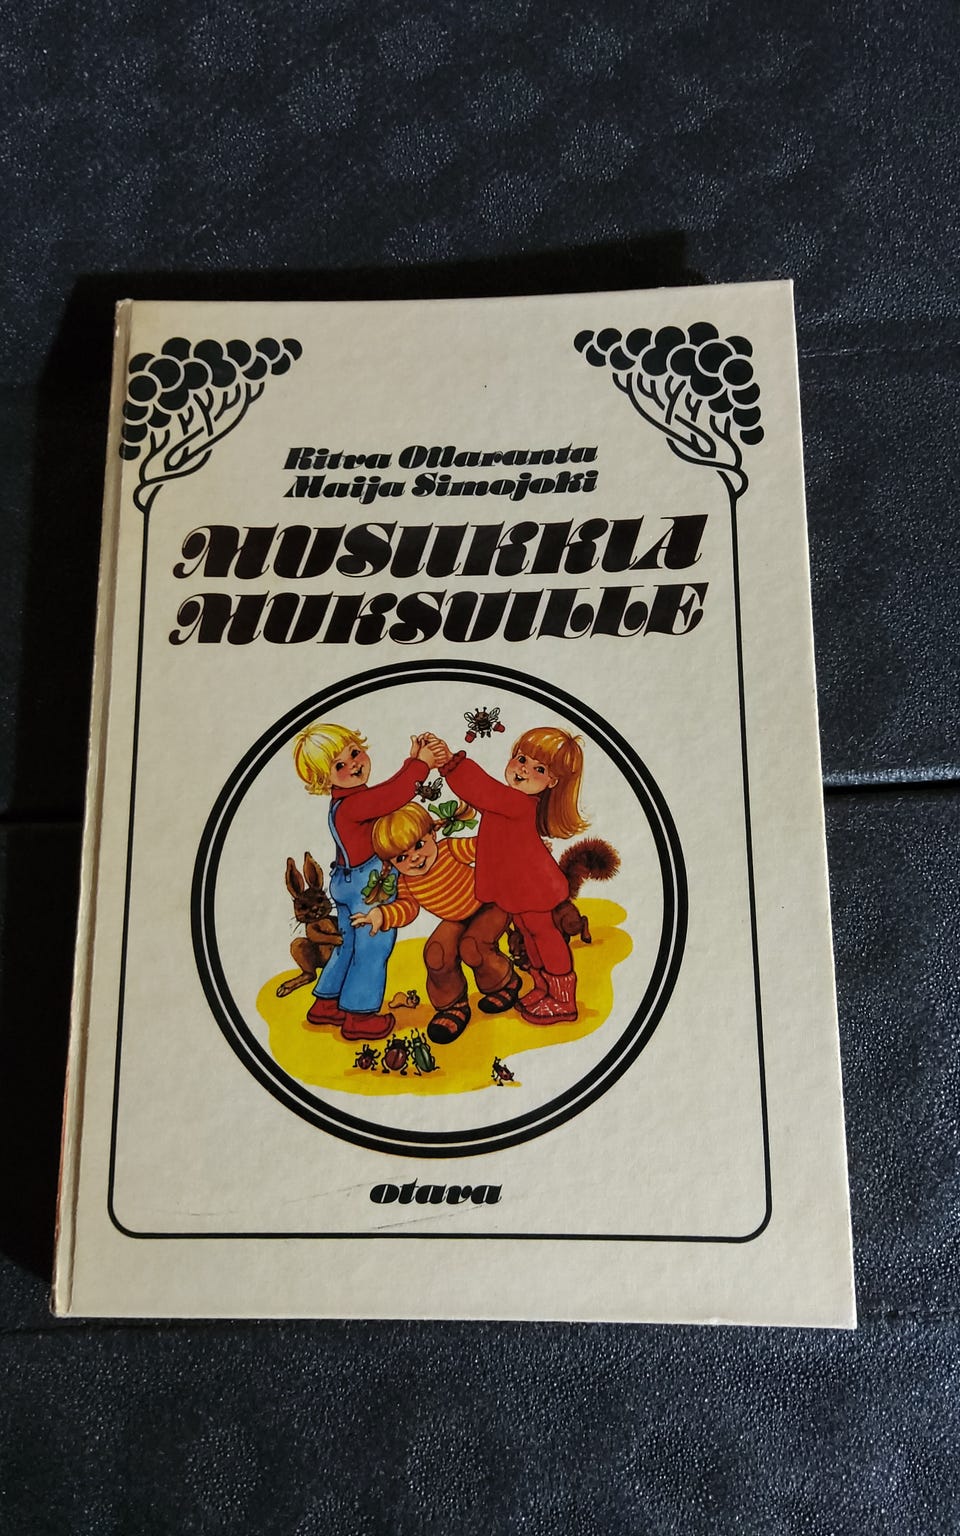 Ritva Ollaranta
Maija Simojoki
MUSIIKKIA
MUKSUILLE
otava